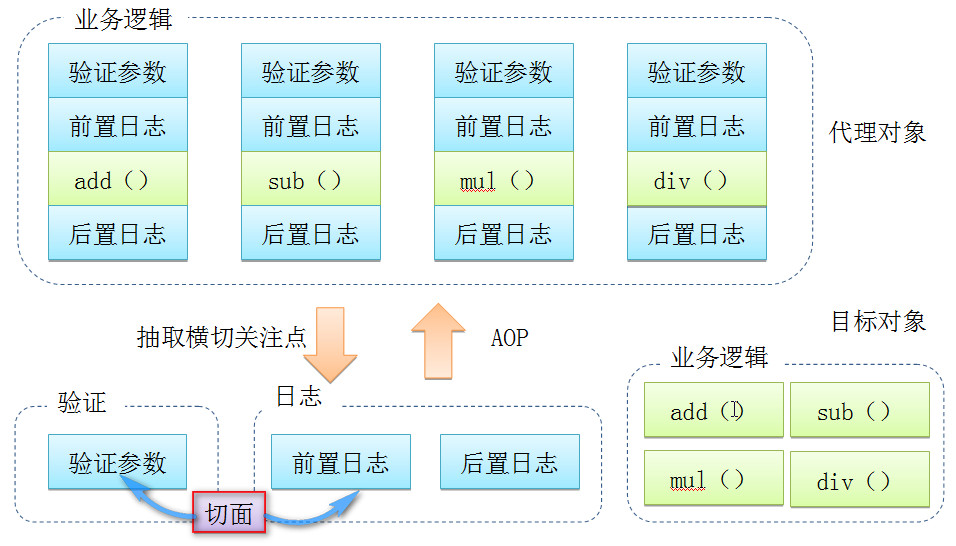 业务逻辑
验证参数 验证参数 验证参数 验证参数
前置日志 前置日志 前置日志 前置日志
add（） sub（） mul（） div（）
后置日志 后置日志 后置日志 后置日志
代理对象
抽取横切关注点
AOP
目标对象
验证
验证参数
日志
前置日志 后置日志
切面
业务逻辑
add（） sub（）
mul（） div（）